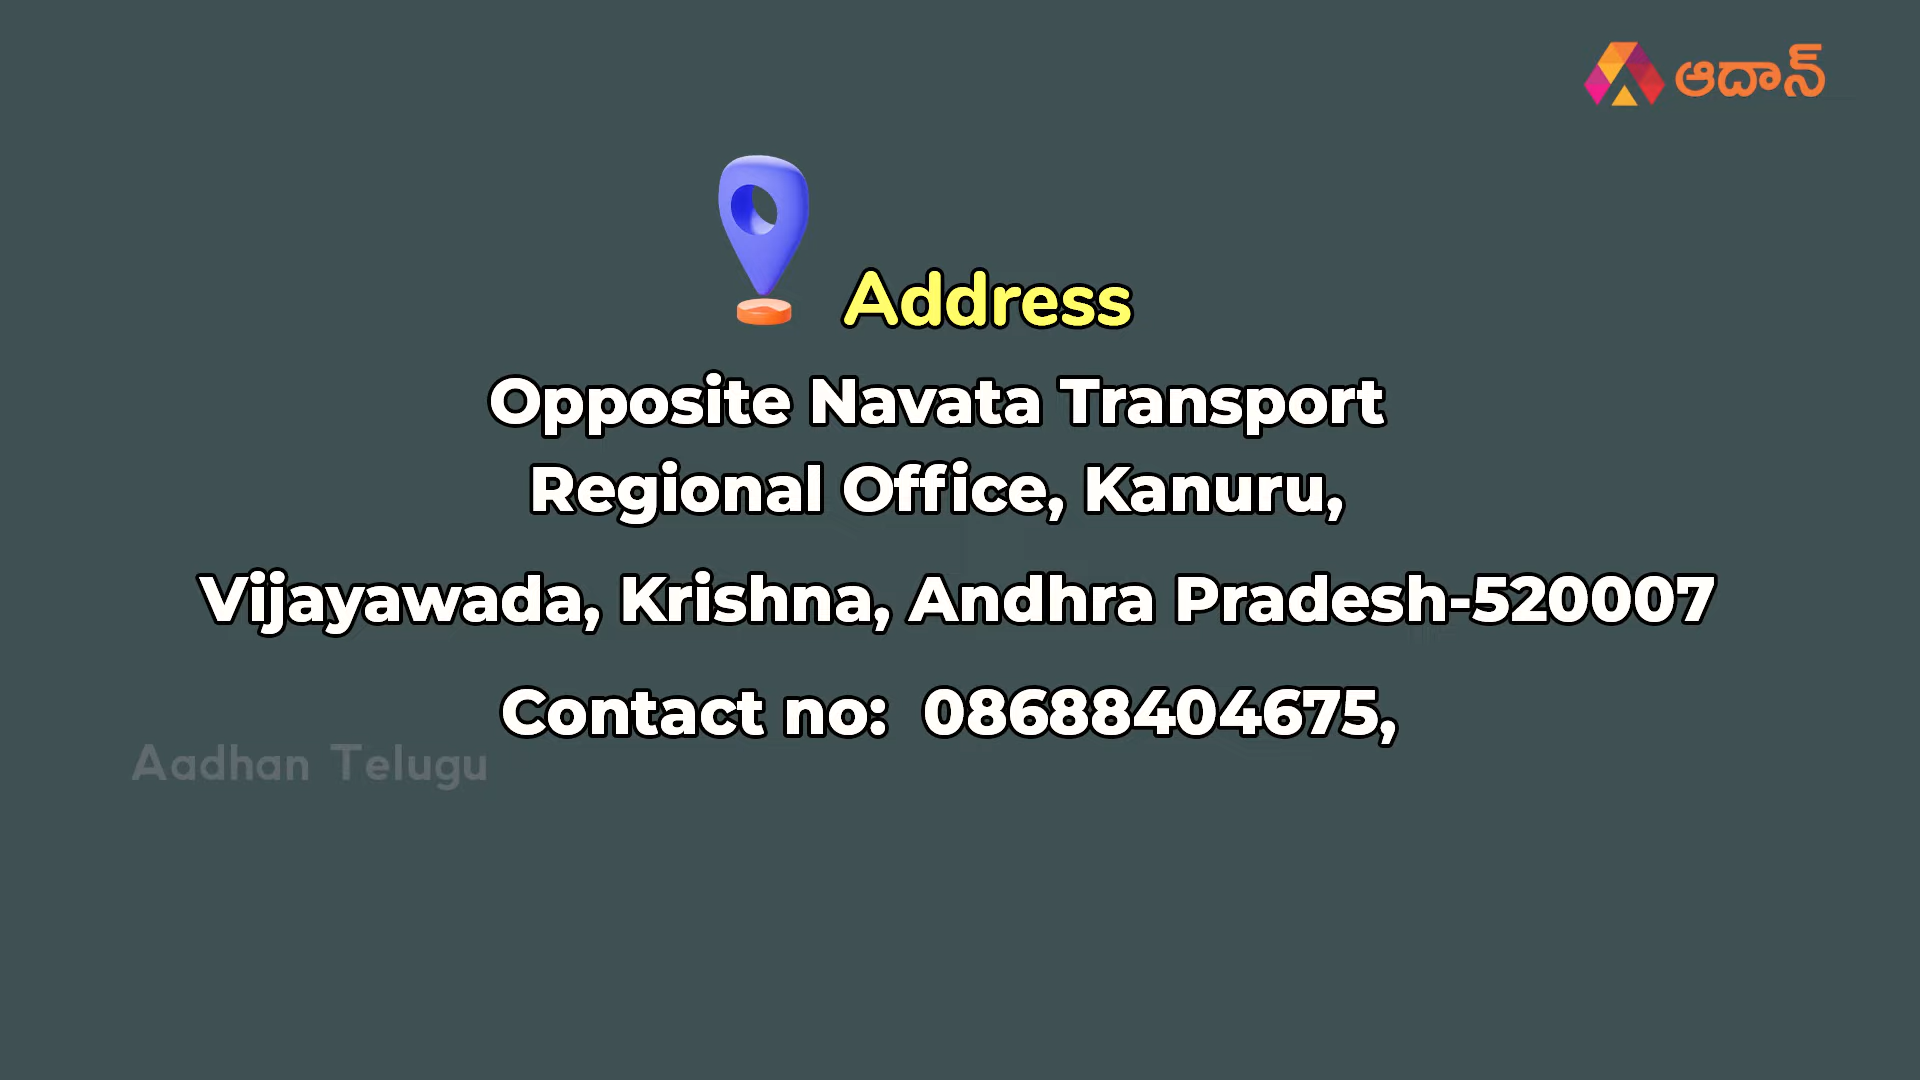 ఆదాన్
Address
Opposite Navata Transport
Regional Office, Kanuru,
Vijayawada, Krishna, Andhra Pradesh-520007
Contact no: 08688404675,
Aadhan Telugu